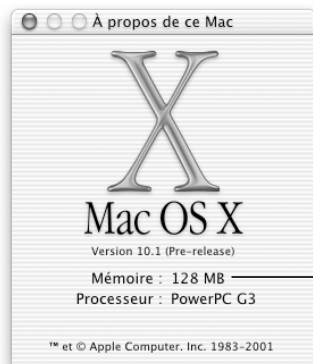 À propos de ce Mac
Mac OS X
Version 10.1 (Pre-release)
Mémoire : 128 MB
Processeur : PowerPC G3
™ et © Apple Computer. Inc. 1983-2001